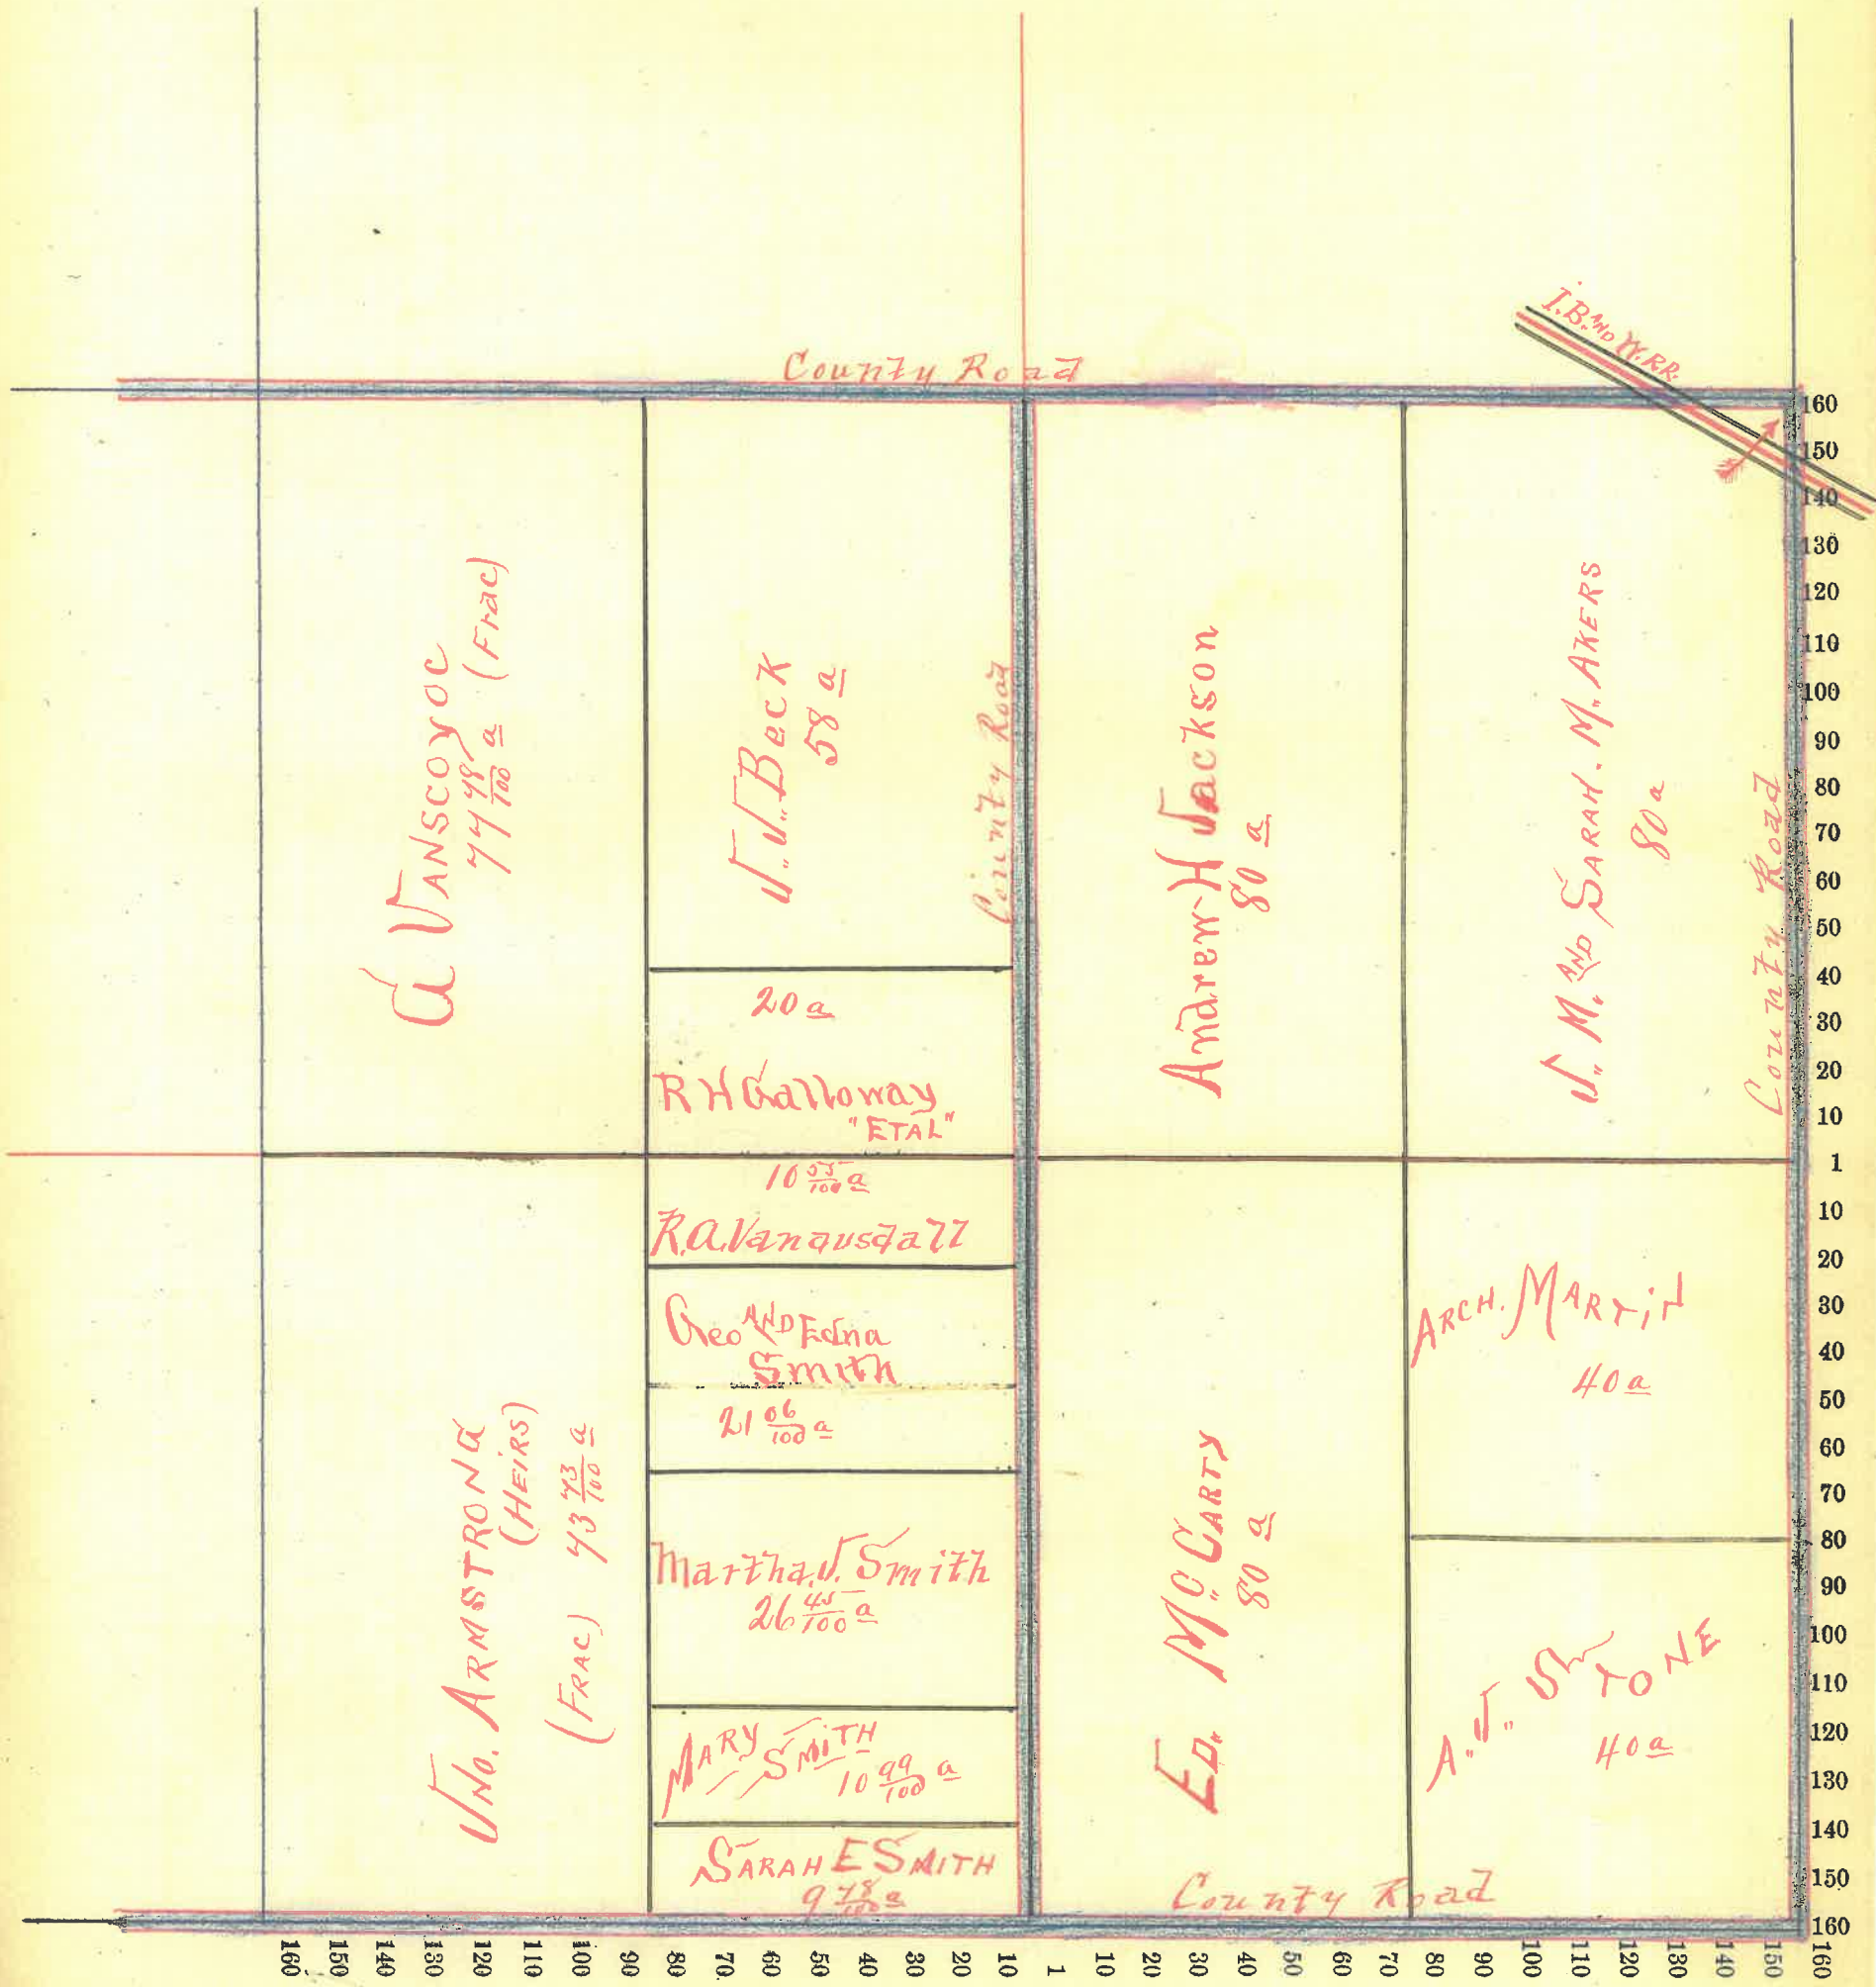 I.B. AND W. R.R.
County Road
A VANSCOYOC
77 48/100 a (Frac)
J. J. Beck
58 a
County Road
Andrew H Jackson
80 a
J. M. AND SARAH. M. AKERS
80 a
County Road
20 a
R H Galloway
"ETAL"
10 55/100 a
R. A. Vanausdall
Geo AND Edna
Smith
21 06/100 a
Martha. J. Smith
26 45/100 a
MARY SMITH
10 99/100 a
SARAH E SMITH
9 78/100 a
JNO. ARMSTRONG
(HEIRS)
(FRAC) 73 73/100 a
ED. MC CARTY
80 a
ARCH. MARTIN
40 a
A. J. STONE
40 a
County Road
160
150
140
130
120
110
100
90
80
70
60
50
40
30
20
10
1
10
20
30
40
50
60
70
80
90
100
110
120
130
140
150
160
160 150 140 130 120 110 100 90 80 70 60 50 40 30 20 10 1 10 20 30 40 50 60 70 80 90 100 110 120 130 140 150 160